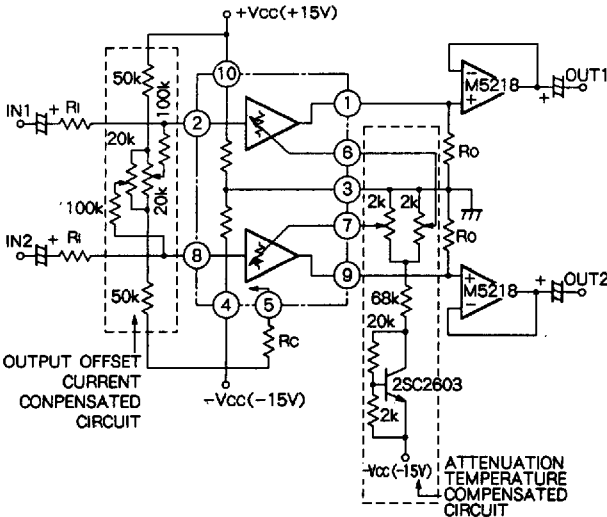 +VCC(+15V)
50k
100k
10
M5218
−
+
+
OUT1
IN1
+
RI
2
1
20k
6
RO
3
20k
2k
2k
100k
7
RO
IN2
+
RI
8
9
+
−
M5218
+
OUT2
50k
4
5
68k
RC
20k
2SC2603
2k
OUTPUT OFFSET
CURRENT
CONPENSATED
CIRCUIT
−VCC(−15V)
−VCC(−15V)
ATTENUATION
TEMPERATURE
COMPENSATED
CIRCUIT